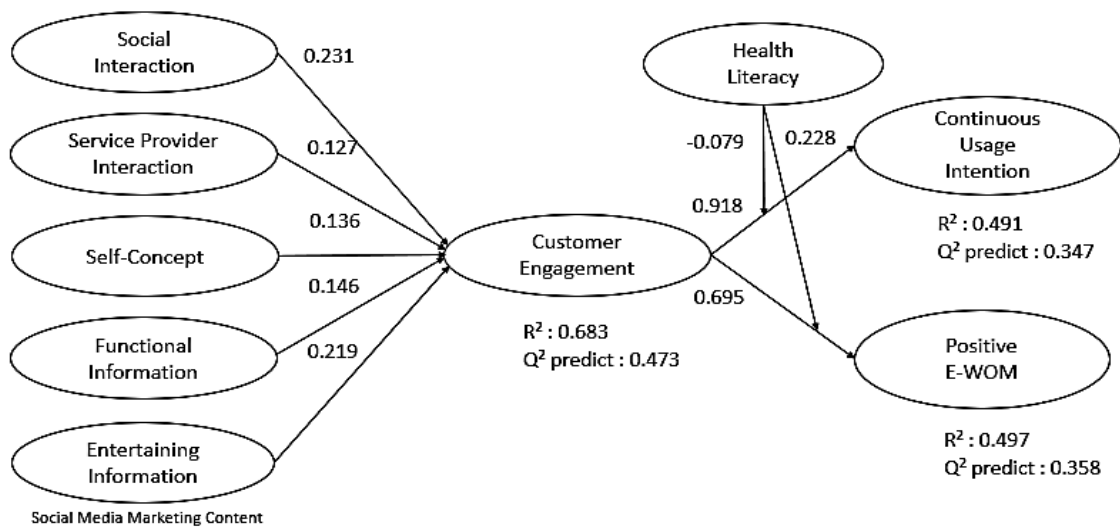 Social
Interaction
0.231
Service Provider
Interaction
0.127
Self-Concept
0.136
Functional
Information
0.146
Entertaining
Information
0.219
Social Media Marketing Content
Customer
Engagement
R² : 0.683
Q² predict : 0.473
Health
Literacy
-0.079
0.228
0.918
0.695
Continuous
Usage
Intention
R² : 0.491
Q² predict : 0.347
Positive
E-WOM
R² : 0.497
Q² predict : 0.358